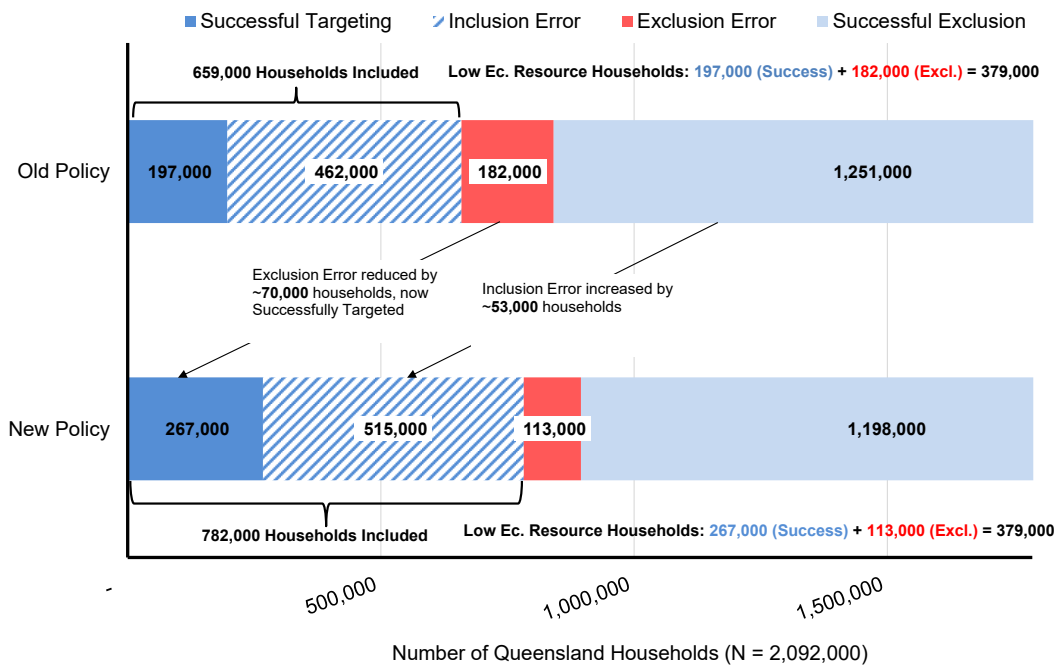 Successful Targeting Inclusion Error Exclusion Error Successful Exclusion
659,000 Households Included
Low Ec. Resource Households: 197,000 (Success) + 182,000 (Excl.) = 379,000
Old Policy
197,000 462,000 182,000 1,251,000
Exclusion Error reduced by
~70,000 households, now
Successfully Targeted
Inclusion Error increased by
~53,000 households
New Policy
267,000 515,000 113,000 1,198,000
782,000 Households Included
Low Ec. Resource Households: 267,000 (Success) + 113,000 (Excl.) = 379,000
- 500,000 1,000,000 1,500,000
Number of Queensland Households (N = 2,092,000)